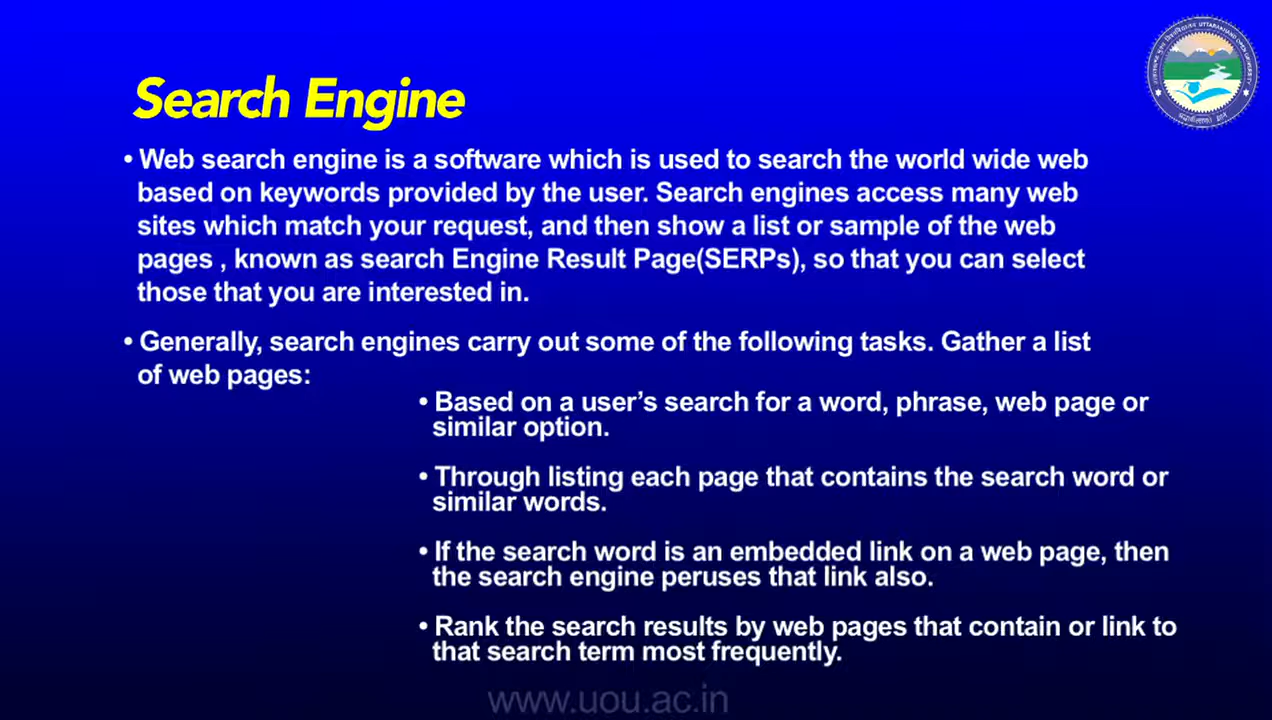 Search Engine
• Web search engine is a software which is used to search the world wide web
based on keywords provided by the user. Search engines access many web
sites which match your request, and then show a list or sample of the web
pages , known as search Engine Result Page(SERPs), so that you can select
those that you are interested in.
• Generally, search engines carry out some of the following tasks. Gather a list
of web pages:
• Based on a user’s search for a word, phrase, web page or
similar option.
• Through listing each page that contains the search word or
similar words.
• If the search word is an embedded link on a web page, then
the search engine peruses that link also.
• Rank the search results by web pages that contain or link to
that search term most frequently.
www.uou.ac.in